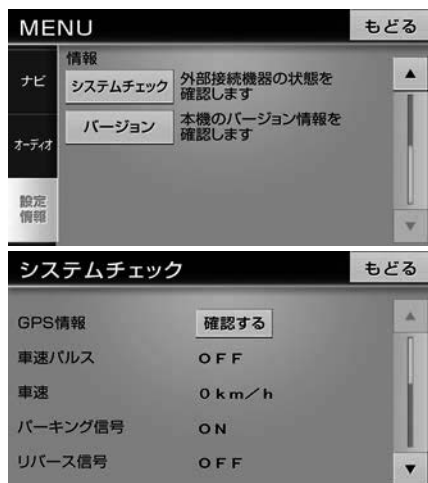 MENU
もどる
情報
ナビ
システムチェック
外部接続機器の状態を
確認します
オーディオ
バージョン
本機のバージョン情報を
確認します
設定
情報
システムチェック
もどる
GPS情報
確認する
車速パルス
OFF
車速
0km/h
パーキング信号
ON
リバース信号
OFF